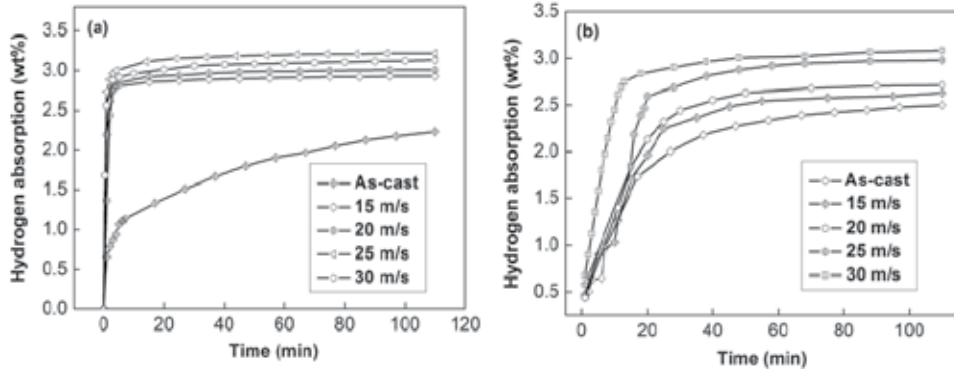 (a)
Hydrogen absorption (wt%)
3.5
3.0
2.5
2.0
1.5
1.0
0.5
0.0
As-cast
15 m/s
20 m/s
25 m/s
30 m/s
0 20 40 60 80 100 120
Time (min)
(b)
Hydrogen absorption (wt%)
3.5
3.0
2.5
2.0
1.5
1.0
0.5
As-cast
15 m/s
20 m/s
25 m/s
30 m/s
0 20 40 60 80 100
Time (min)